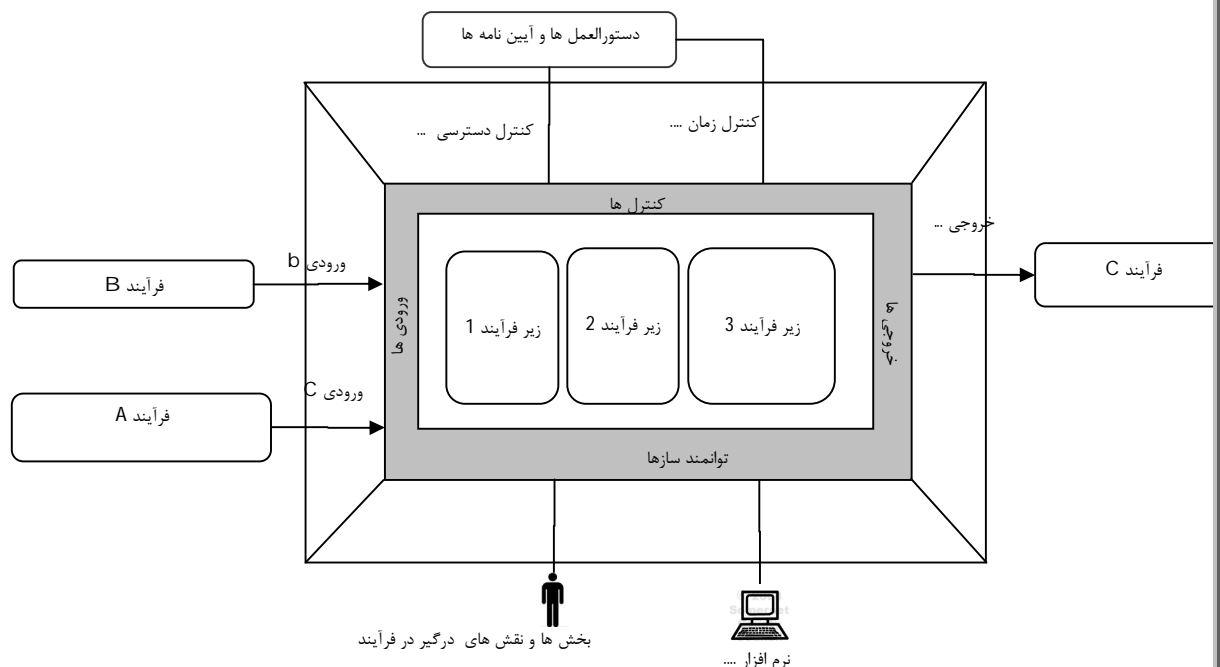 دستورالعمل ها و آیین نامه ها
کنترل دسترسی ...
کنترل زمان ....
کنترل ها
خروجی ...
ورودی b
فرآیند B
فرآیند C
ورودی ها
زیر فرآیند 1
زیر فرآیند 2
زیر فرآیند 3
خروجی ها
ورودی C
فرآیند A
توانمند سازها
بخش ها و نقش های درگیر در فرآیند
نرم افزار ....